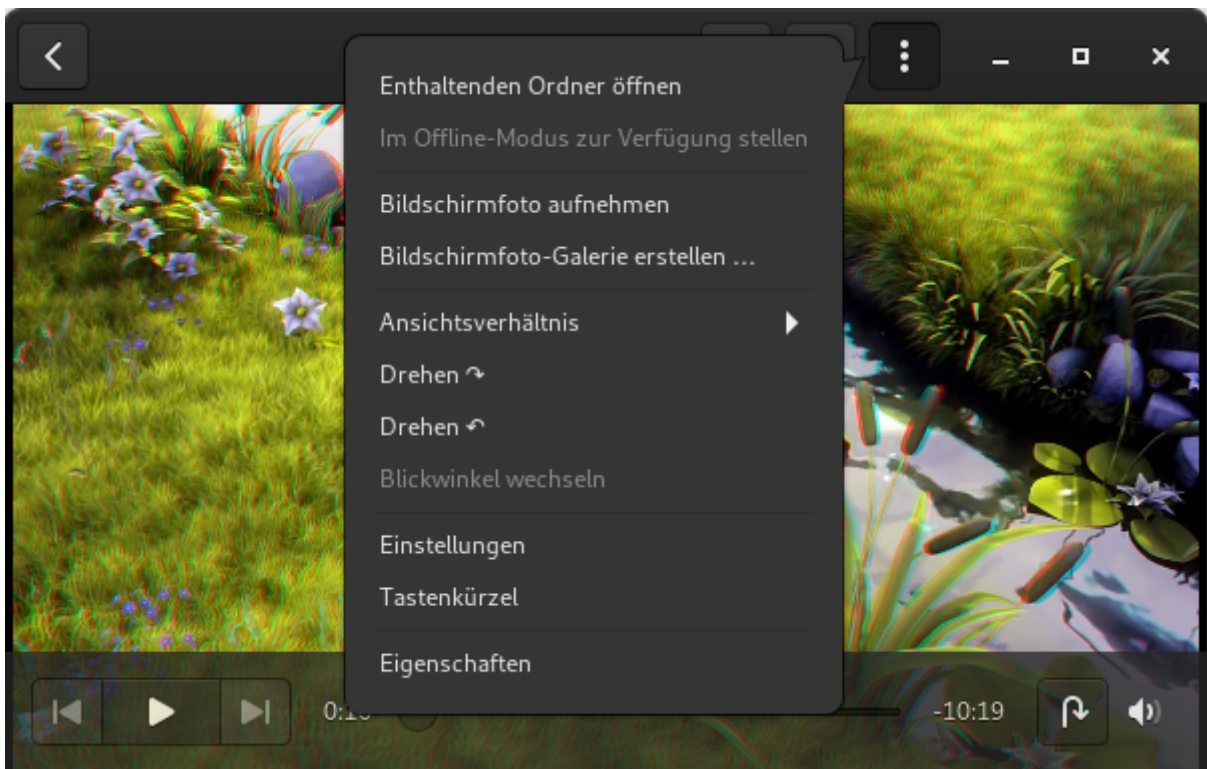 Enthaltenden Ordner öffnen
Im Offline-Modus zur Verfügung stellen
Bildschirmfoto aufnehmen
Bildschirmfoto-Galerie erstellen …
Ansichtsverhältnis
Drehen ↷
Drehen ↶
Blickwinkel wechseln
Einstellungen
Tastenkürzel
Eigenschaften
-10:19